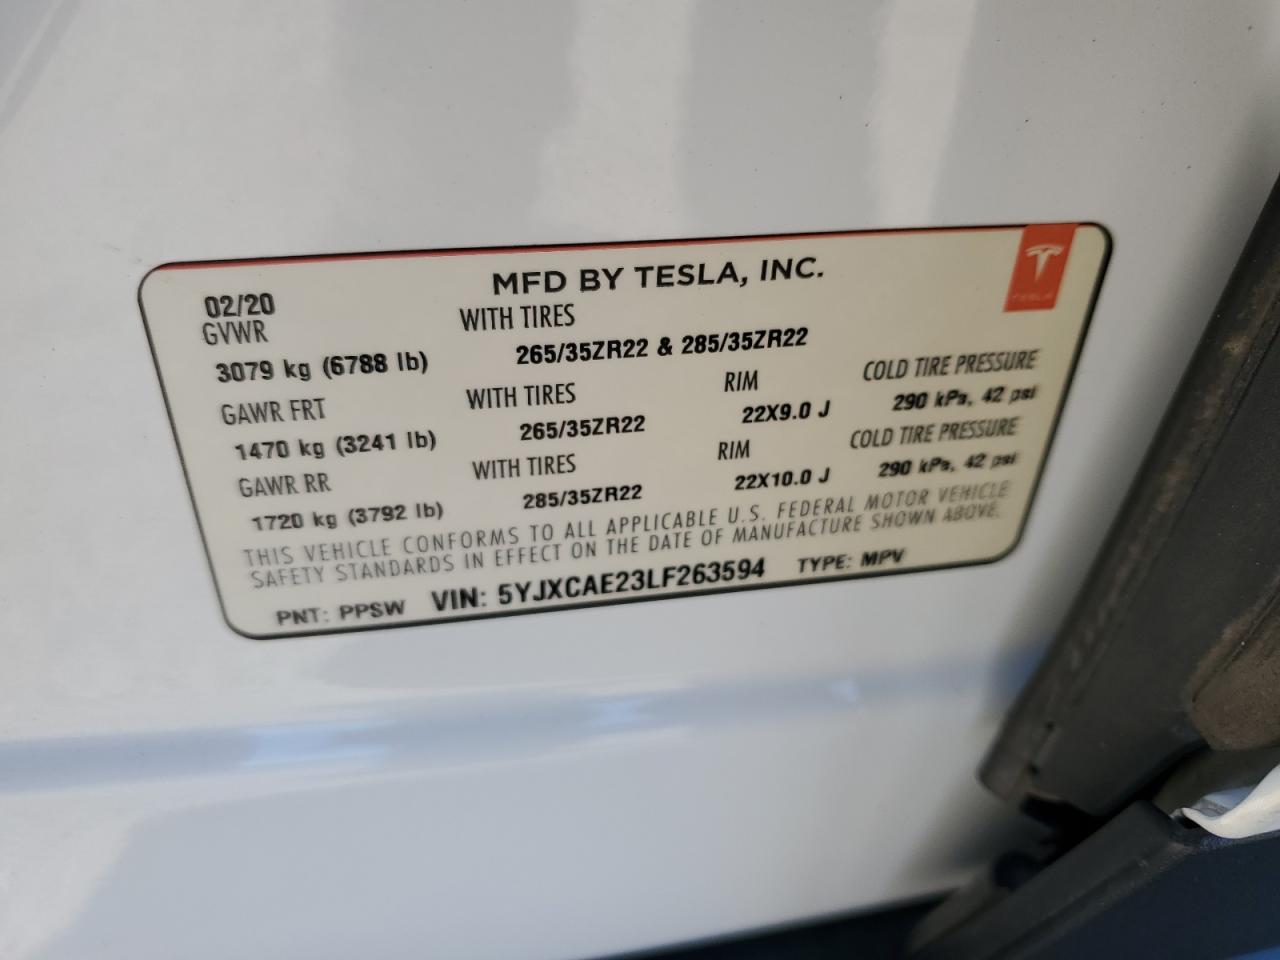 MFD BY TESLA, INC.
02/20
GVWR WITH TIRES
3079 kg (6788 lb) 265/35ZR22 & 285/35ZR22
GAWR FRT WITH TIRES RIM COLD TIRE PRESSURE
1470 kg (3241 lb) 265/35ZR22 22X9.0 J 290 kPa, 42 psi
GAWR RR WITH TIRES RIM COLD TIRE PRESSURE
1720 kg (3792 lb) 285/35ZR22 22X10.0 J 290 kPa, 42 psi
THIS VEHICLE CONFORMS TO ALL APPLICABLE U.S. FEDERAL MOTOR VEHICLE
SAFETY STANDARDS IN EFFECT ON THE DATE OF MANUFACTURE SHOWN ABOVE.
PNT: PPSW VIN: 5YJXCAE23LF263594 TYPE: MPV
TESLA